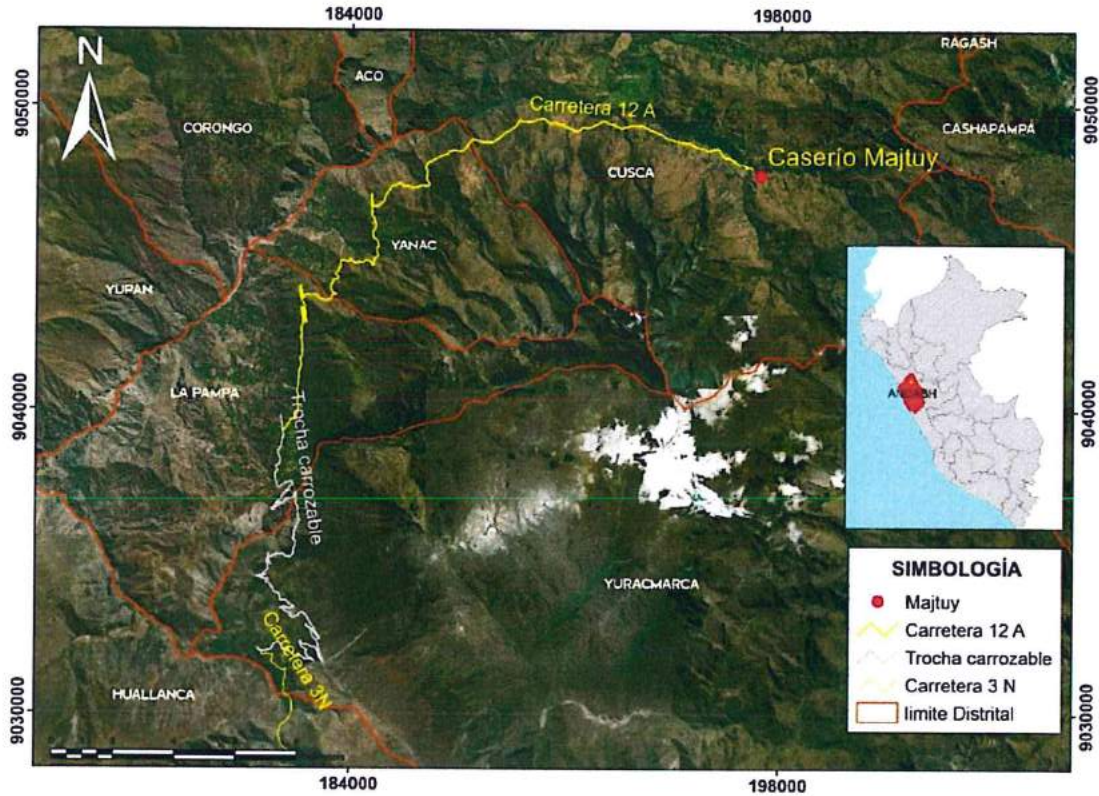 184000
198000
N
ACO
RAGASH
9050000
9050000
CORONGO
Carretera 12 A
CASHAPAMPA
Caserío Majtuy
CUSCA
YANAC
YUPAN
LA PAMPA
ANCASH
9040000
9040000
Trocha carrozable
YURACMARCA
SIMBOLOGÍA
Majtuy
Carretera 12 A
Trocha carrozable
Carretera 3 N
limite Distrital
Carretera 3N
HUALLANCA
9030000
9030000
184000
198000